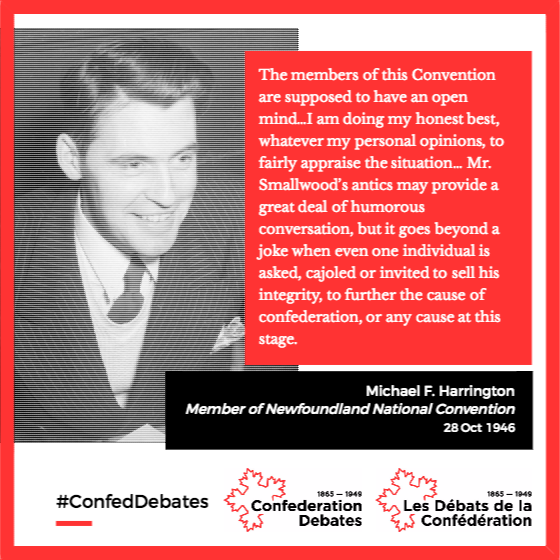 The members of this Convention
are supposed to have an open
mind...I am doing my honest best,
whatever my personal opinions, to
fairly appraise the situation... Mr.
Smallwood's antics may provide a
great deal of humorous
conversation, but it goes beyond a
joke when even one individual is
asked, cajoled or invited to sell his
integrity, to further the cause of
confederation, or any cause at this
stage.
Michael F. Harrington
Member of Newfoundland National Convention
28 Oct 1946
#ConfedDebates
1865 — 1949
Confederation
Debates
1865 — 1949
Les Débats de la
Confédération